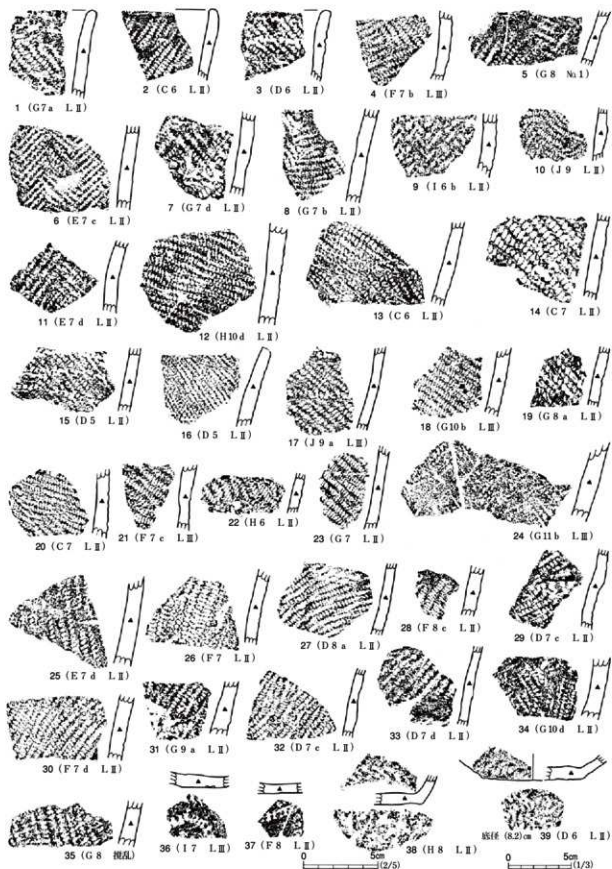 1 (G7a LⅡ)
2 (C6 LⅡ)
3 (D6 LⅡ)
4 (F7b LⅢ)
5 (G8 №1)
6 (E7c LⅡ)
7 (G7d LⅡ)
8 (G7b LⅡ)
9 (I6b LⅡ)
10 (J9 LⅡ)
11 (E7d LⅡ)
12 (H10d LⅡ)
13 (C6 LⅡ)
14 (C7 LⅡ)
15 (D5 LⅡ)
16 (D5 LⅡ)
17 (J9a LⅢ)
18 (G10b LⅢ)
19 (G8a LⅡ)
20 (C7 LⅡ)
21 (F7c LⅢ)
22 (H6 LⅡ)
23 (G7 LⅡ)
24 (G11b LⅢ)
25 (E7d LⅡ)
26 (F7 LⅡ)
27 (D8a LⅡ)
28 (F8c LⅡ)
29 (D7c LⅡ)
30 (F7d LⅡ)
31 (G9a LⅡ)
32 (D7c LⅡ)
33 (D7d LⅡ)
34 (G10d LⅡ)
35 (G8 撹乱)
36 (I7 LⅢ)
37 (F8 LⅡ)
38 (H8 LⅡ)
底径 (8.2)cm 39 (D6 LⅡ)
0 5cm
(2/5)
0 5cm
(1/3)